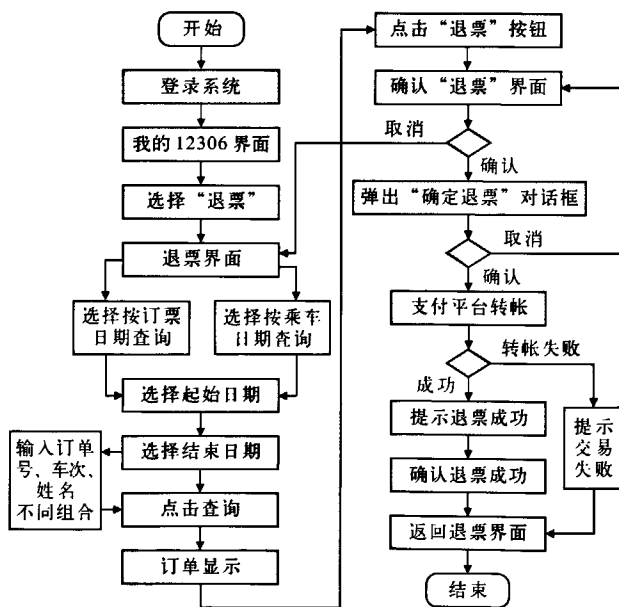 开始
登录系统
我的12306界面
选择“退票”
退票界面
选择按订票
日期查询
选择按乘车
日期查询
选择起始日期
选择结束日期
输入订单
号、车次、
姓名
不同组合
点击查询
订单显示
点击“退票”按钮
确认“退票”界面
取消
确认
弹出“确定退票”对话框
取消
确认
支付平台转帐
转帐失败
成功
提示退票成功
提示
交易
失败
确认退票成功
返回退票界面
结束